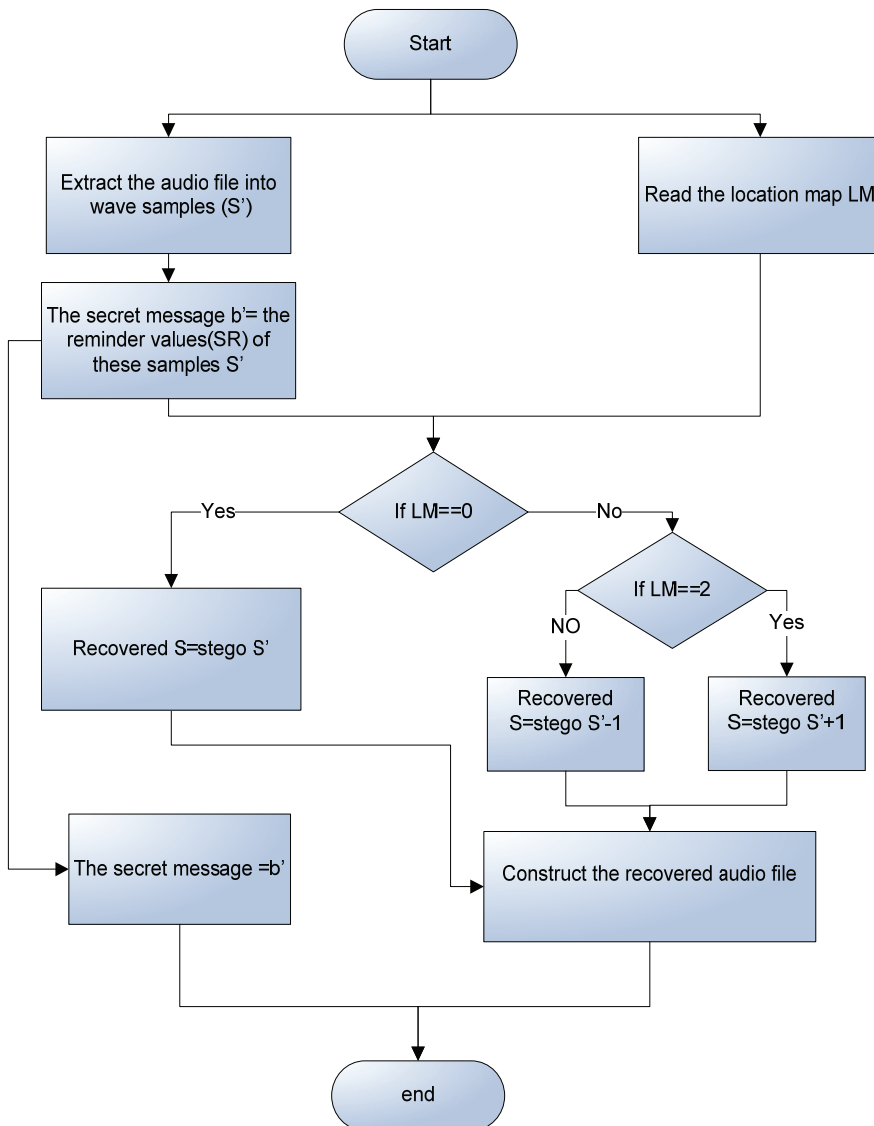 Start
Extract the audio file into
wave samples (S’)
Read the location map LM
The secret message b’= the
reminder values(SR) of
these samples S’
If LM==0
Yes
No
If LM==2
NO
Yes
Recovered S=stego S’
Recovered
S=stego S’-1
Recovered
S=stego S’+1
The secret message =b’
Construct the recovered audio file
end